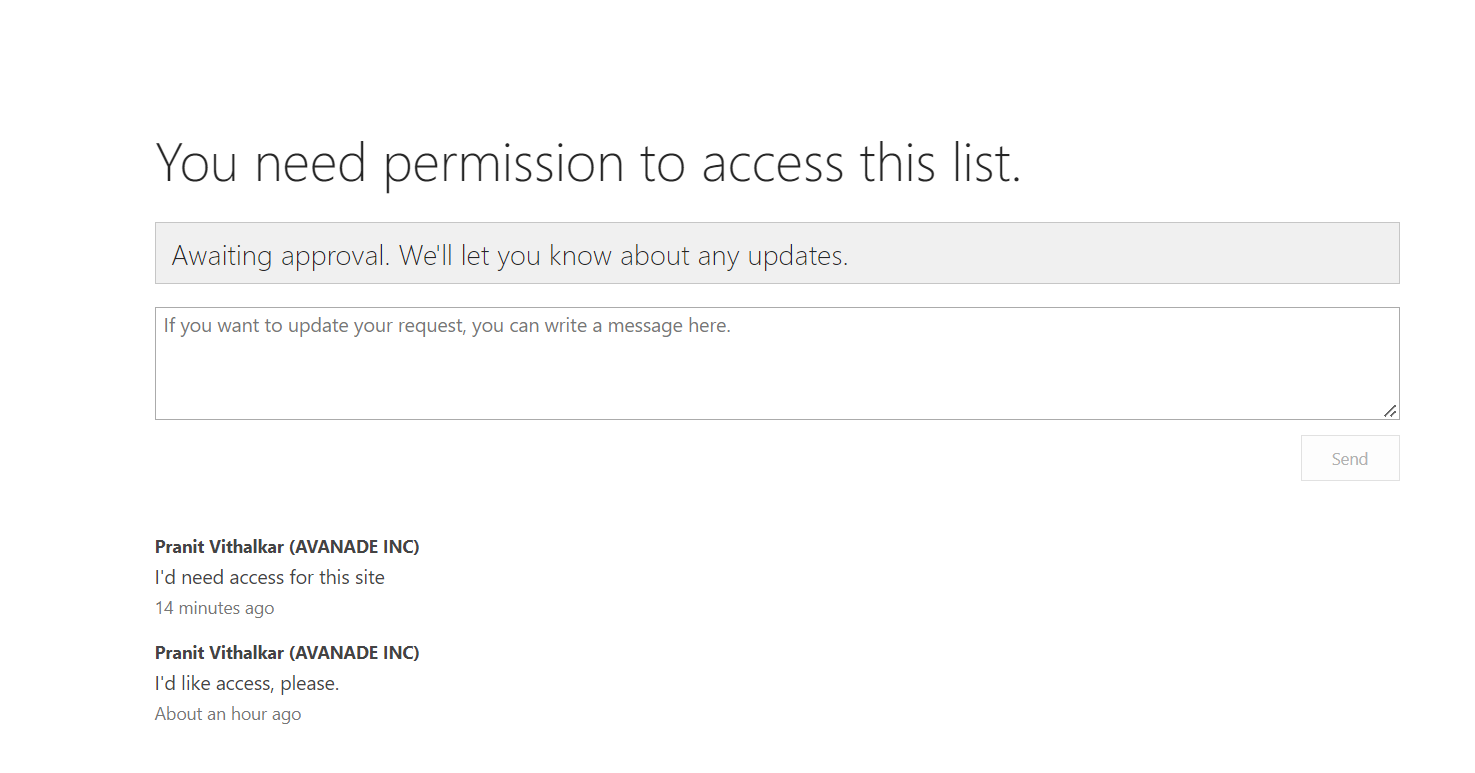 You need permission to access this list.
Awaiting approval. We'll let you know about any updates.
If you want to update your request, you can write a message here.
Send
Pranit Vithalkar (AVANADE INC)
I'd need access for this site
14 minutes ago
Pranit Vithalkar (AVANADE INC)
I'd like access, please.
About an hour ago